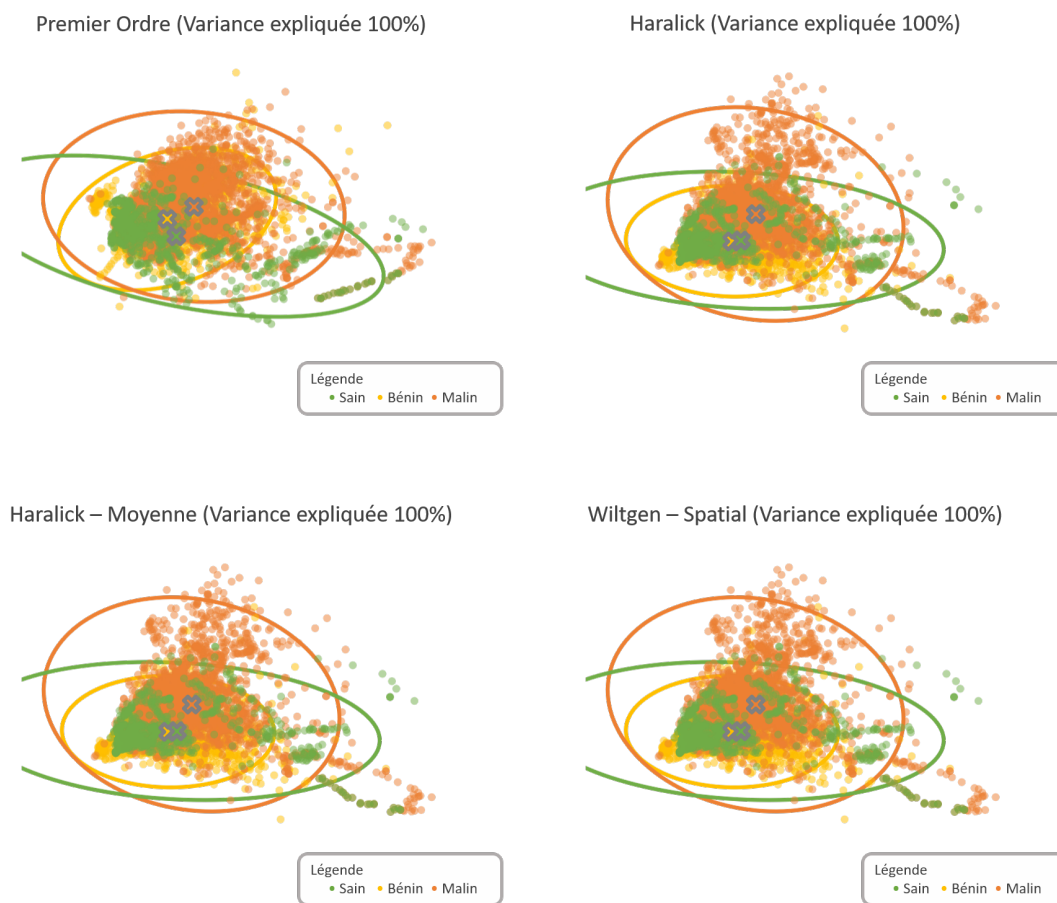 Premier Ordre (Variance expliquée 100%)
Haralick (Variance expliquée 100%)
Légende
Sain Bénin Malin
Légende
Sain Bénin Malin
Haralick – Moyenne (Variance expliquée 100%)
Wiltgen – Spatial (Variance expliquée 100%)
Légende
Sain Bénin Malin
Légende
Sain Bénin Malin